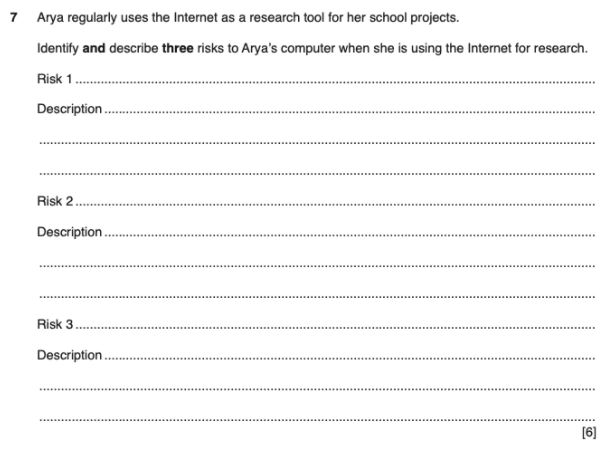 7 Arya regularly uses the Internet as a research tool for her school projects.
Identify and describe three risks to Arya's computer when she is using the Internet for research.
Risk 1
Description
Risk 2
Description
Risk 3
Description
[6]